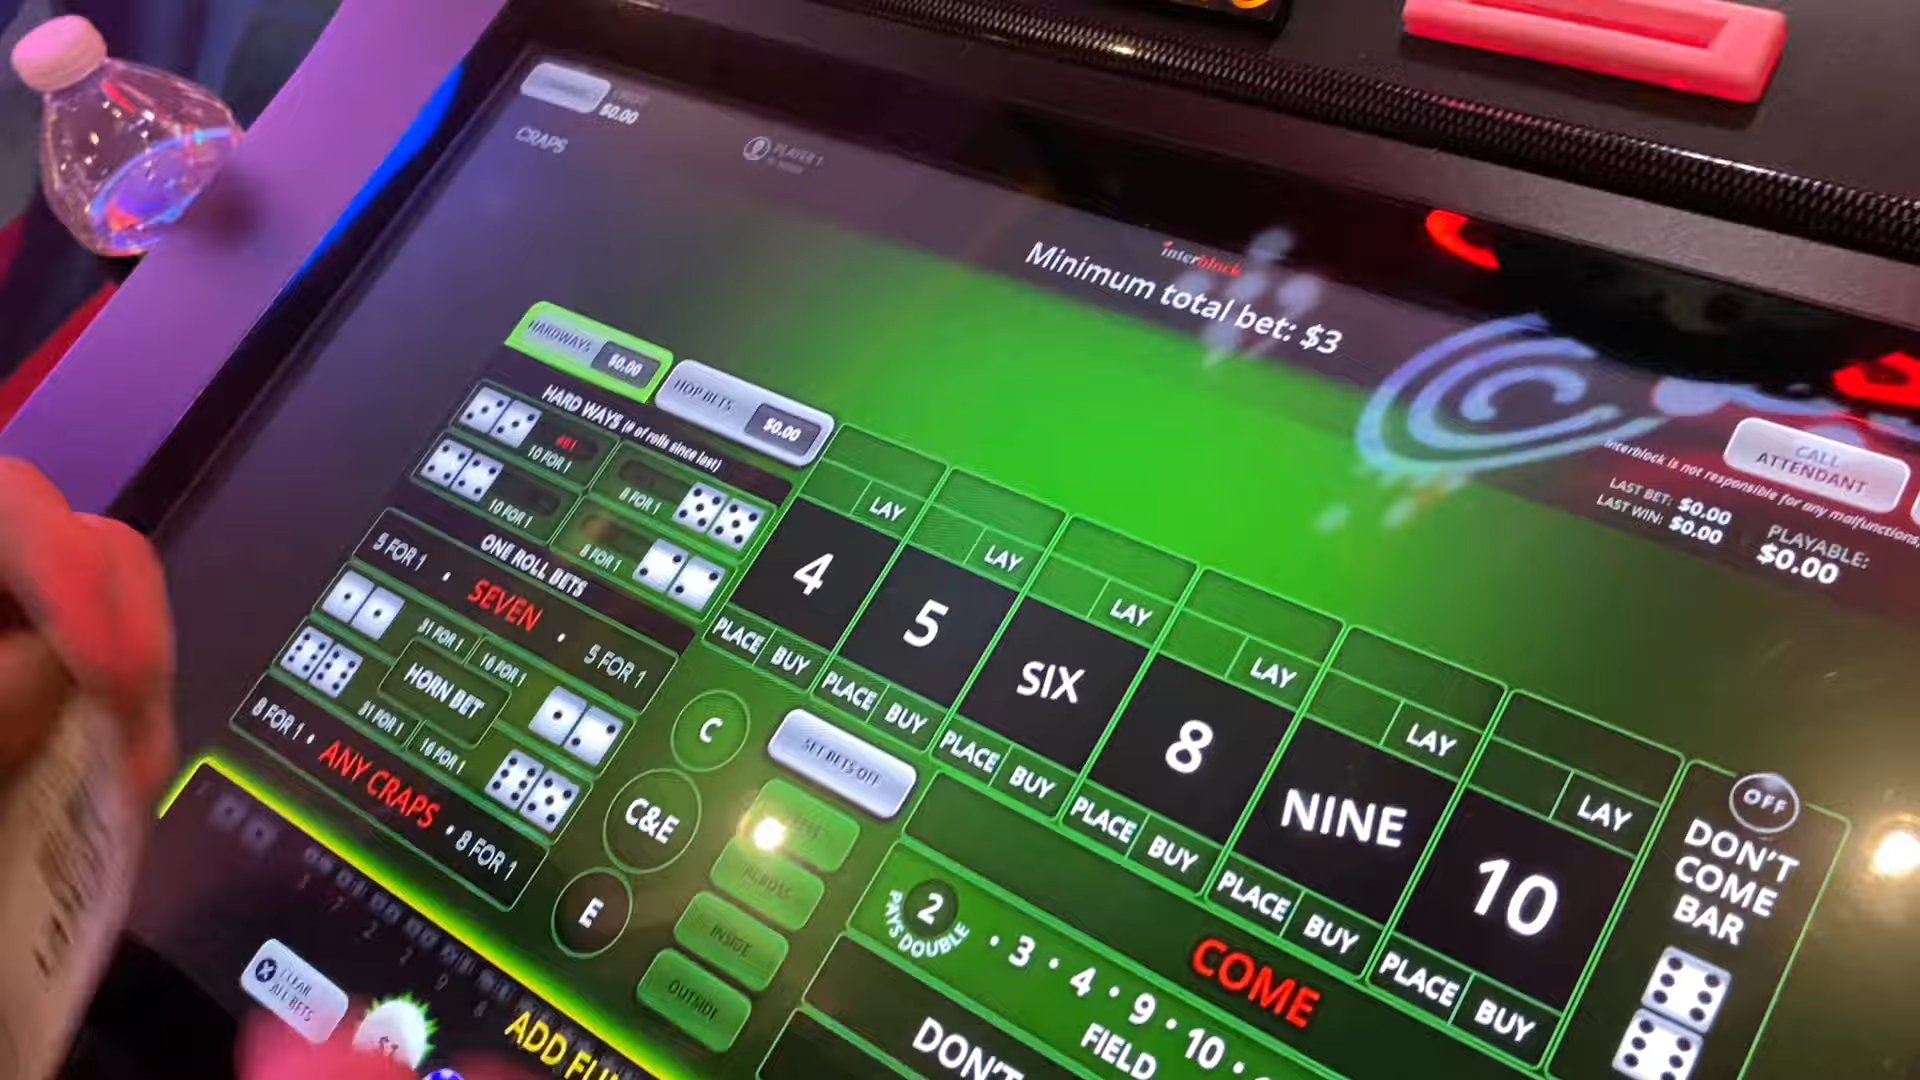 $0.00
CRAPS
PLAYER 1
interblock
Minimum total bet: $3
HARDWAYS $0.00
HOP BETS $0.00
HARD WAYS (# of rolls since last)
10 FOR 1
8 FOR 1
10 FOR 1
8 FOR 1
ONE ROLL BETS
5 FOR 1 • SEVEN • 5 FOR 1
31 FOR 1
16 FOR 1
HORN BET
31 FOR 1
16 FOR 1
8 FOR 1 • ANY CRAPS • 8 FOR 1
C
C&E
E
SET BETS OFF
ACROSS
INSIDE
OUTSIDE
LAY
LAY
LAY
LAY
LAY
LAY
4
5
SIX
8
NINE
10
PLACE BUY
PLACE BUY
PLACE BUY
PLACE BUY
PLACE BUY
PLACE BUY
CALL
ATTENDANT
Interblock is not responsible for any malfunctions,
LAST BET: $0.00
LAST WIN: $0.00
PLAYABLE:
$0.00
OFF
DON'T
COME
BAR
COME
2
PAYS DOUBLE
• 3 • 4 • 9 • 10 •
FIELD
DON'T
CLEAR
ALL BETS
$1
ADD